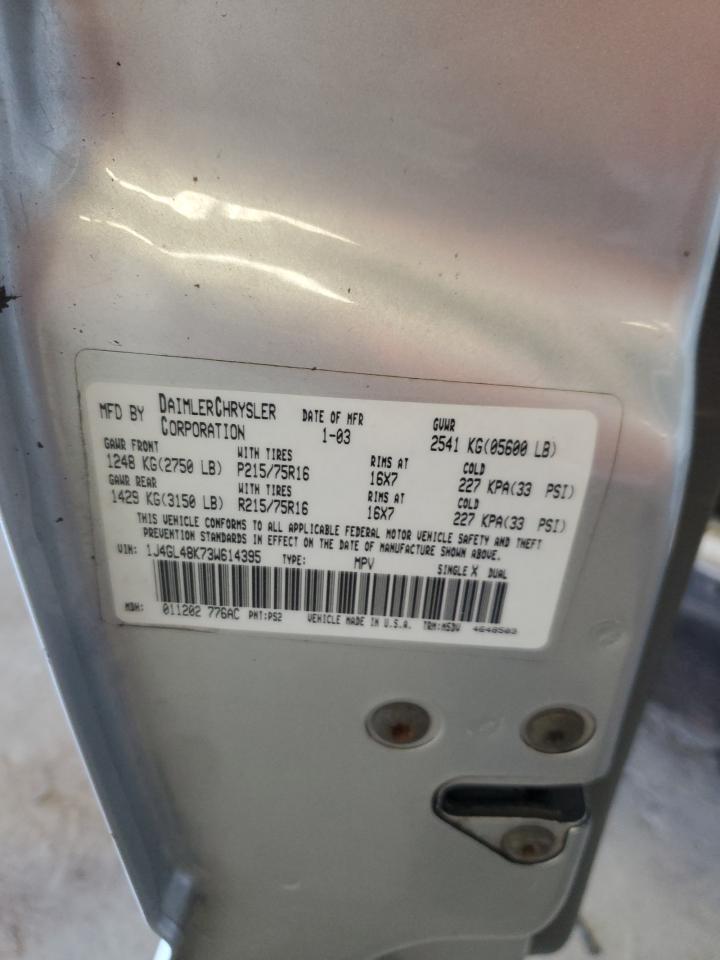 MFD BY DAIMLERCHRYSLER CORPORATION DATE OF MFR 1-03 GVWR 2541 KG(05600 LB)
GAWR FRONT WITH TIRES RIMS AT COLD
1248 KG(2750 LB) P215/75R16 16X7 227 KPA(33 PSI)
GAWR REAR WITH TIRES RIMS AT COLD
1429 KG(3150 LB) R215/75R16 16X7 227 KPA(33 PSI)
THIS VEHICLE CONFORMS TO ALL APPLICABLE FEDERAL MOTOR VEHICLE SAFETY AND THEFT
PREVENTION STANDARDS IN EFFECT ON THE DATE OF MANUFACTURE SHOWN ABOVE.
VIN: 1J4GL48K73W614395 TYPE: MPV SINGLE X DUAL
MDH: 011202 776AC PNT:PS2 VEHICLE MADE IN U.S.A. TRM:M5DV 4648503